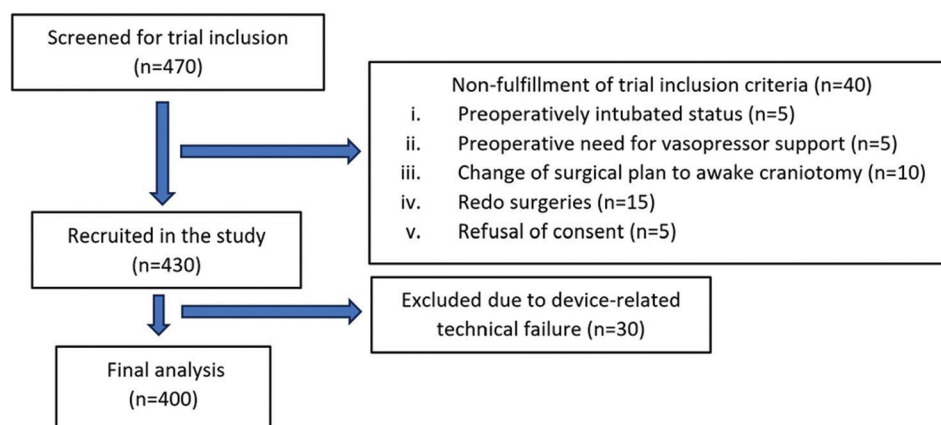 Screened for trial inclusion
(n=470)
Non-fulfillment of trial inclusion criteria (n=40)
i. Preoperatively intubated status (n=5)
ii. Preoperative need for vasopressor support (n=5)
iii. Change of surgical plan to awake craniotomy (n=10)
iv. Redo surgeries (n=15)
v. Refusal of consent (n=5)
Recruited in the study
(n=430)
Excluded due to device-related
technical failure (n=30)
Final analysis
(n=400)